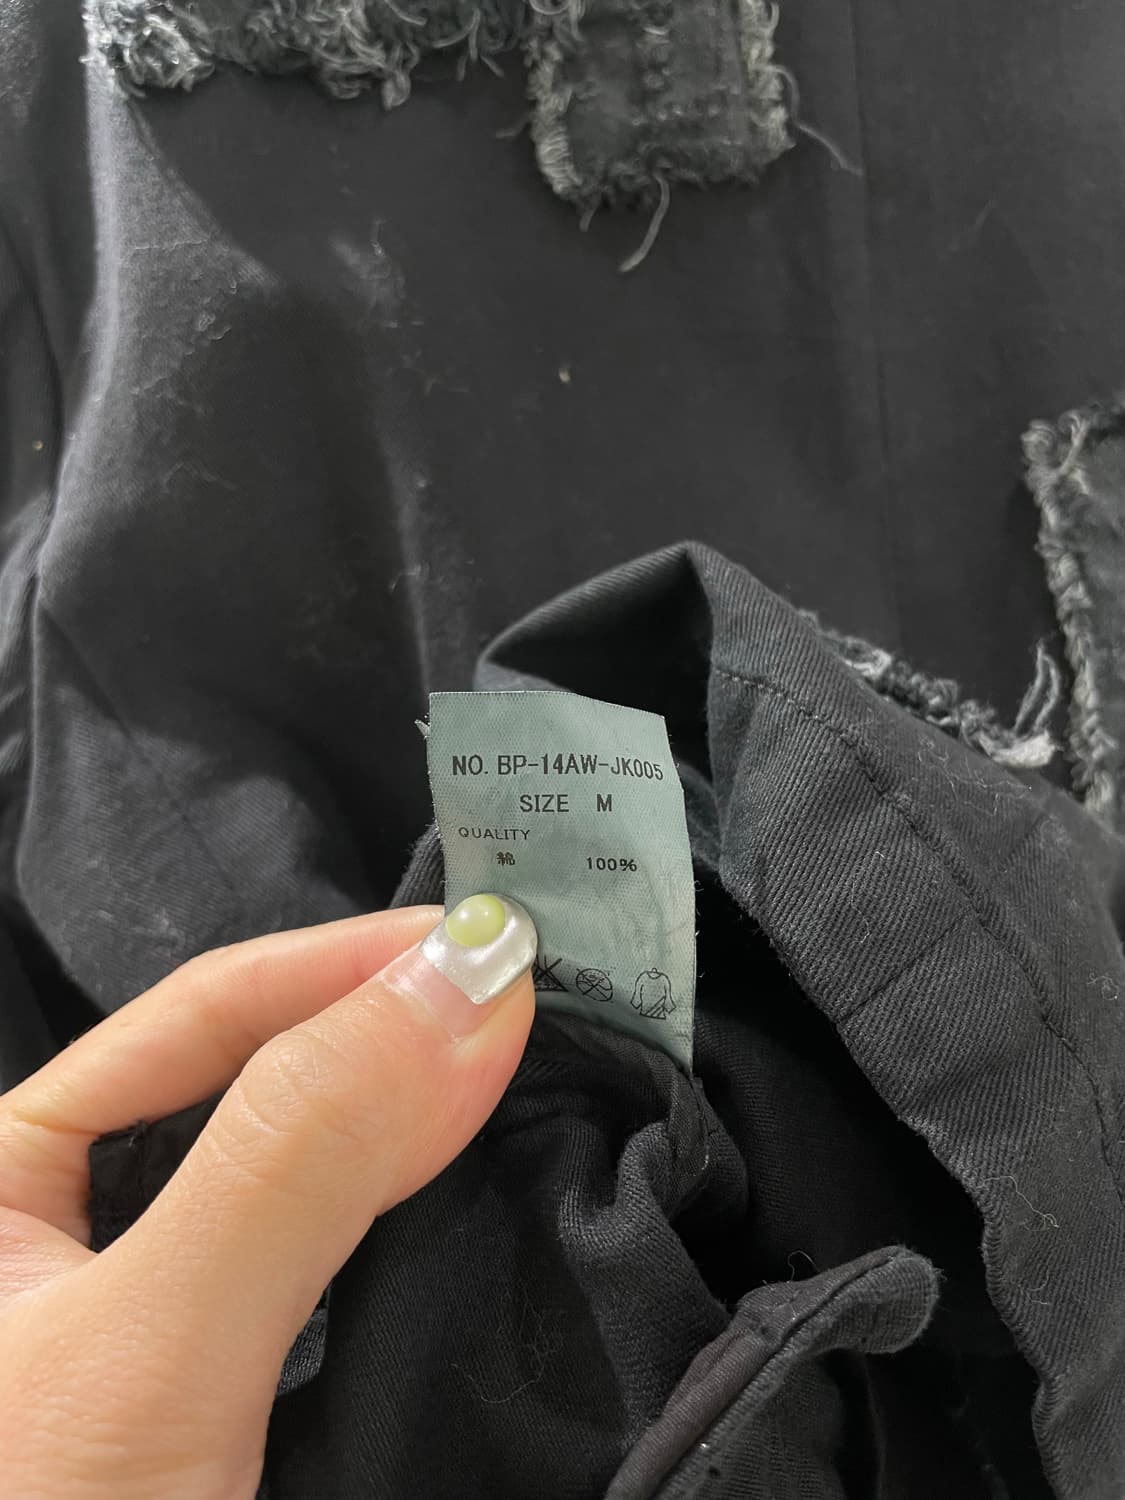 NO. BP-14AW-JK005
SIZE M
QUALITY
綿 100%